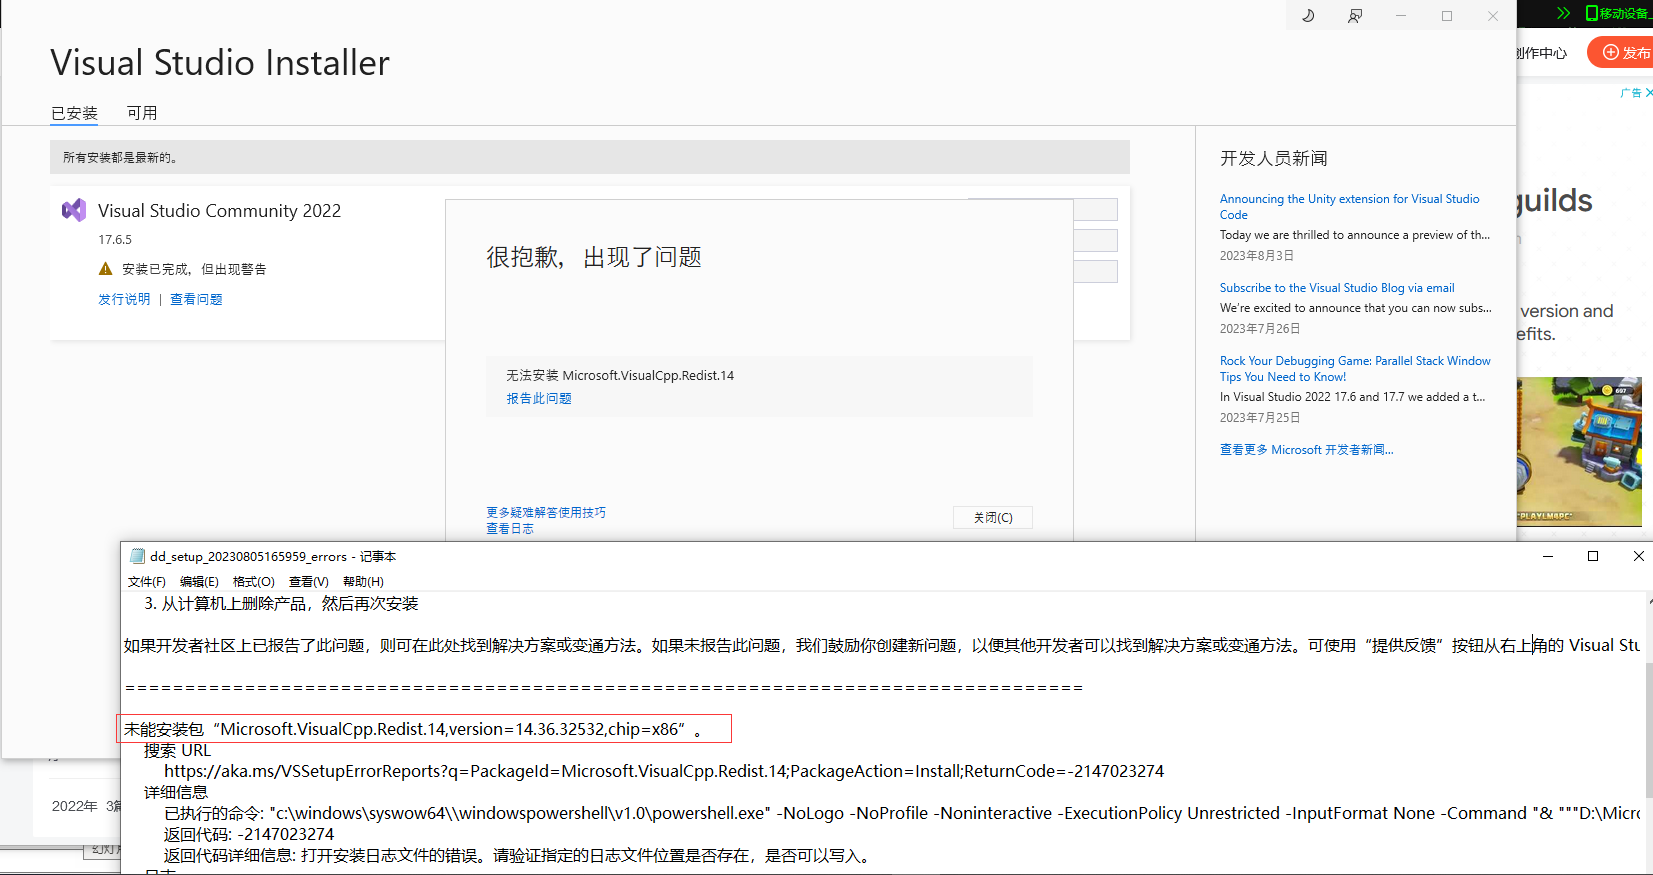 移动设备_
Visual Studio Installer
创作中心
发布
已安装
可用
广告
所有安装都是最新的。
开发人员新闻
Visual Studio Community 2022
17.6.5
安装已完成，但出现警告
发行说明 | 查看问题
很抱歉，出现了问题
无法安装 Microsoft.VisualCpp.Redist.14
报告此问题
更多疑难解答使用技巧
查看日志
关闭(C)
Announcing the Unity extension for Visual Studio
Code
Today we are thrilled to announce a preview of th...
2023年8月3日
Subscribe to the Visual Studio Blog via email
We're excited to announce that you can now subs...
2023年7月26日
Rock Your Debugging Game: Parallel Stack Window
Tips You Need to Know!
In Visual Studio 2022 17.6 and 17.7 we added a t...
2023年7月25日
查看更多 Microsoft 开发者新闻...
guilds
version and
efits.
697
PLAYLM4PC
dd_setup_20230805165959_errors - 记事本
文件(F) 编辑(E) 格式(O) 查看(V) 帮助(H)
3. 从计算机上删除产品，然后再次安装
如果开发者社区上已报告了此问题，则可在此处找到解决方案或变通方法。如果未报告此问题，我们鼓励你创建新问题，以便其他开发者可以找到解决方案或变通方法。可使用“提供反馈”按钮从右上角的 Visual Stu
================================================================================
未能安装包“Microsoft.VisualCpp.Redist.14,version=14.36.32532,chip=x86”。
搜索 URL
https://aka.ms/VSSetupErrorReports?q=PackageId=Microsoft.VisualCpp.Redist.14;PackageAction=Install;ReturnCode=-2147023274
详细信息
已执行的命令: "c:\windows\syswow64\\windowspowershell\v1.0\powershell.exe" -NoLogo -NoProfile -Noninteractive -ExecutionPolicy Unrestricted -InputFormat None -Command "& """D:\Micro
返回代码: -2147023274
返回代码详细信息: 打开安装日志文件的错误。请验证指定的日志文件位置是否存在，是否可以写入。
2022年 3篇
幻灯片